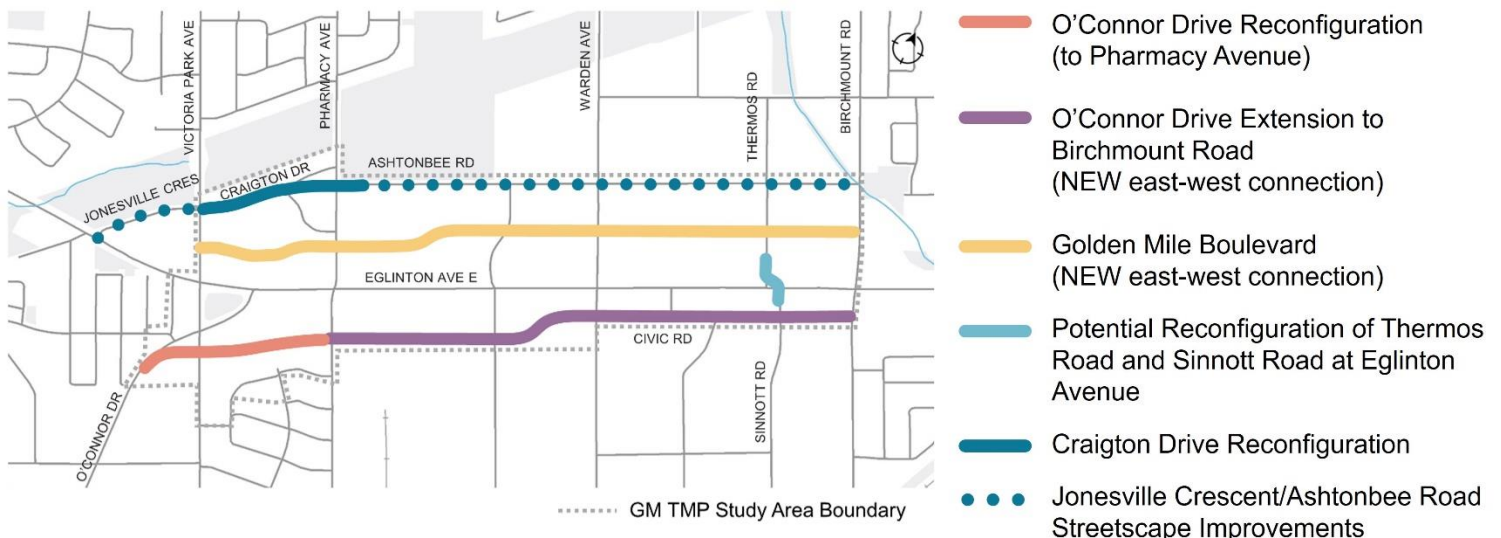 VICTORIA PARK AVE
PHARMACY AVE
WARDEN AVE
THERMOS RD
BIRCHMOUNT RD
ASHTONBEE RD
CRAIGTON DR
JONESVILLE CRES
EGLINTON AVE E
CIVIC RD
SINNOTT RD
O'CONNOR DR
GM TMP Study Area Boundary
O’Connor Drive Reconfiguration
(to Pharmacy Avenue)
O’Connor Drive Extension to
Birchmount Road
(NEW east-west connection)
Golden Mile Boulevard
(NEW east-west connection)
Potential Reconfiguration of Thermos
Road and Sinnott Road at Eglinton
Avenue
Craigton Drive Reconfiguration
Jonesville Crescent/Ashtonbee Road
Streetscape Improvements